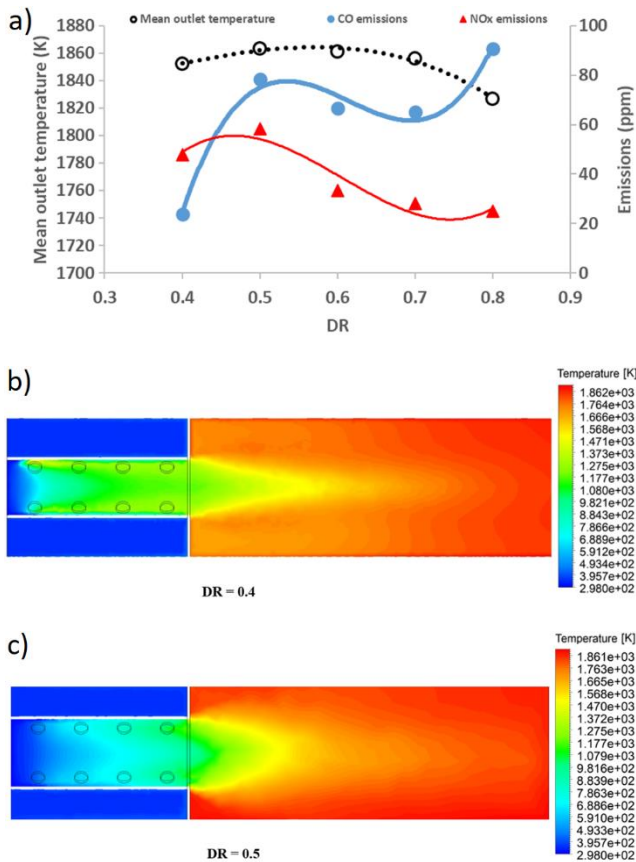 a)
Mean outlet temperature CO emissions NOx emissions
Mean outlet temperature (K)
1880
1860
1840
1820
1800
1780
1760
1740
1720
1700
100
80
60
40
20
0
Emissions (ppm)
0.3 0.4 0.5 0.6 0.7 0.8 0.9
DR
b)
Temperature [K]
1.862e+03
1.764e+03
1.666e+03
1.568e+03
1.471e+03
1.373e+03
1.275e+03
1.177e+03
1.080e+03
9.821e+02
8.843e+02
7.866e+02
6.889e+02
5.912e+02
4.934e+02
3.957e+02
2.980e+02
DR = 0.4
c)
Temperature [K]
1.861e+03
1.763e+03
1.665e+03
1.568e+03
1.470e+03
1.372e+03
1.275e+03
1.177e+03
1.079e+03
9.816e+02
8.839e+02
7.863e+02
6.886e+02
5.910e+02
4.933e+02
3.957e+02
2.980e+02
DR = 0.5